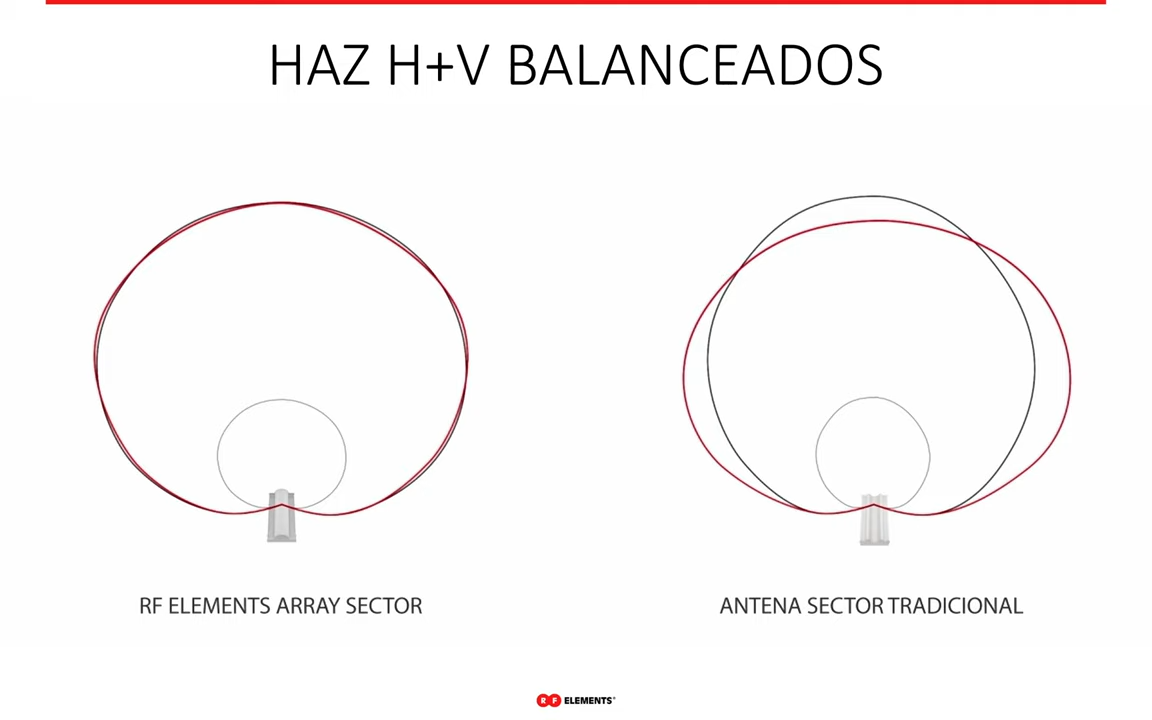 HAZ H+V BALANCEADOS
RF ELEMENTS ARRAY SECTOR
ANTENA SECTOR TRADICIONAL
RF ELEMENTS®